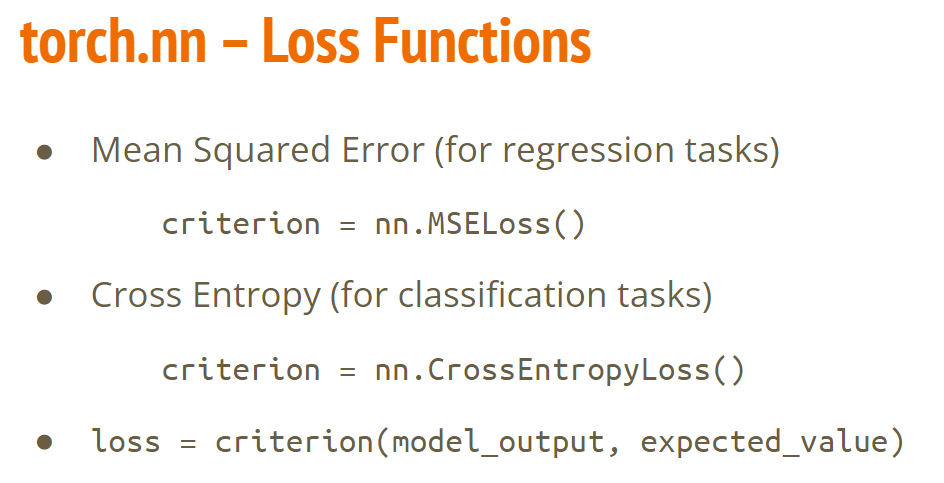 torch.nn – Loss Functions
● Mean Squared Error (for regression tasks)
criterion = nn.MSELoss()
● Cross Entropy (for classification tasks)
criterion = nn.CrossEntropyLoss()
● loss = criterion(model_output, expected_value)